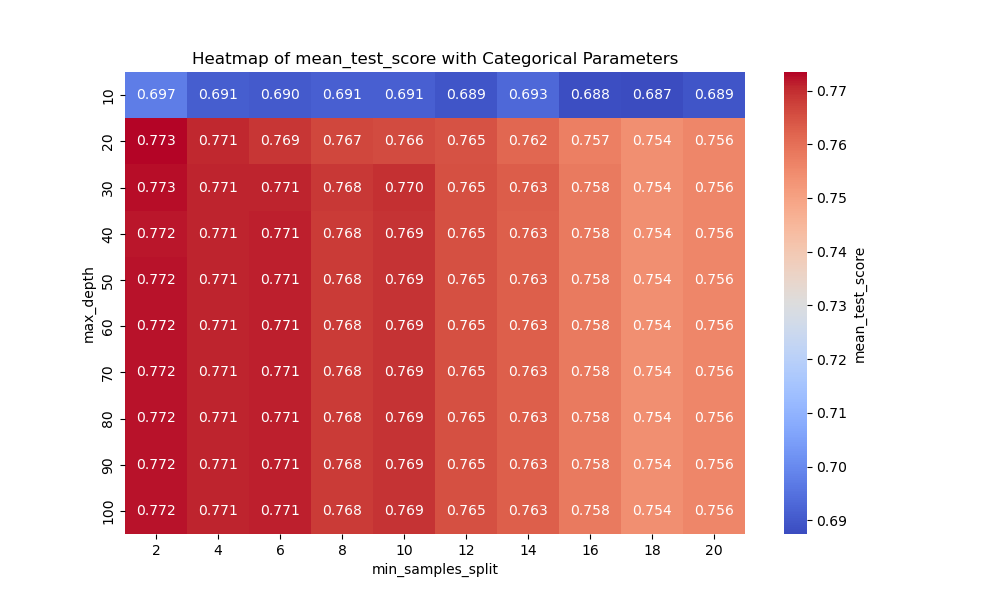 Heatmap of mean_test_score with Categorical Parameters
10 0.697 0.691 0.690 0.691 0.691 0.689 0.693 0.688 0.687 0.689
20 0.773 0.771 0.769 0.767 0.766 0.765 0.762 0.757 0.754 0.756
30 0.773 0.771 0.771 0.768 0.770 0.765 0.763 0.758 0.754 0.756
40 0.772 0.771 0.771 0.768 0.769 0.765 0.763 0.758 0.754 0.756
50 0.772 0.771 0.771 0.768 0.769 0.765 0.763 0.758 0.754 0.756
60 0.772 0.771 0.771 0.768 0.769 0.765 0.763 0.758 0.754 0.756
70 0.772 0.771 0.771 0.768 0.769 0.765 0.763 0.758 0.754 0.756
80 0.772 0.771 0.771 0.768 0.769 0.765 0.763 0.758 0.754 0.756
90 0.772 0.771 0.771 0.768 0.769 0.765 0.763 0.758 0.754 0.756
100 0.772 0.771 0.771 0.768 0.769 0.765 0.763 0.758 0.754 0.756
2 4 6 8 10 12 14 16 18 20
min_samples_split
max_depth
0.77
0.76
0.75
0.74
0.73
0.72
0.71
0.70
0.69
mean_test_score